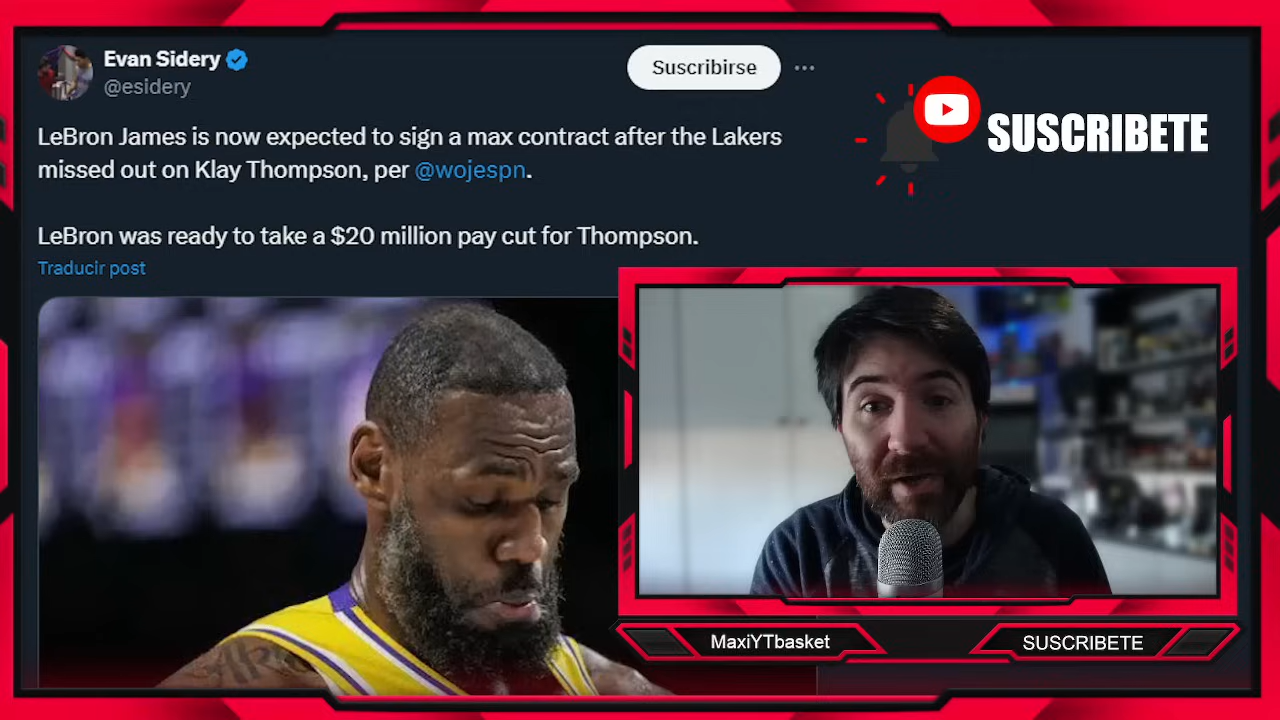 Evan Sidery
@esidery
Suscribirse
LeBron James is now expected to sign a max contract after the Lakers
missed out on Klay Thompson, per @wojespn.
LeBron was ready to take a $20 million pay cut for Thompson.
Traducir post
SUSCRIBETE
MaxiYTbasket
SUSCRIBETE